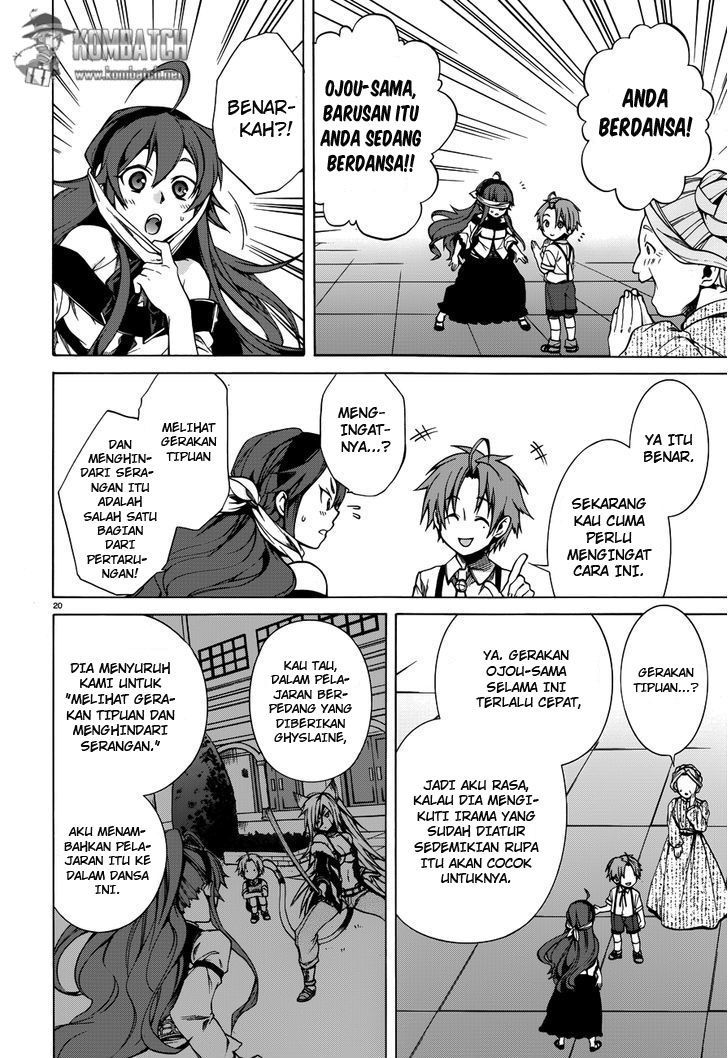 KOMBATCH
www.kombatch.net
ANDA
BERDANSA!
OJOU-SAMA,
BARUSAN ITU
ANDA SEDANG
BERDANSA!!
BENAR-
KAH?!
YA ITU
BENAR.
SEKARANG
KAU CUMA
PERLU
MENGINGAT
CARA INI.
MENG-
INGAT-
NYA...?
MELIHAT
GERAKAN
TIPUAN
DAN
MENGHIN-
DARI SERA-
NGAN ITU
ADALAH
SALAH SATU
BAGIAN
DARI
PERTARU-
NGAN!
20
GERAKAN
TIPUAN...?
YA. GERAKAN
OJOU-SAMA
SELAMA INI
TERLALU CEPAT,
JADI AKU RASA,
KALAU DIA MENGI-
KUTI IRAMA YANG
SUDAH DIATUR
SEDEMIKIAN RUPA
ITU AKAN COCOK
UNTUKNYA.
KAU TAU,
DALAM PELA-
JARAN BER-
PEDANG YANG
DIBERIKAN
GHYSLAINE,
DIA MENYURUH
KAMI UNTUK
"MELIHAT GERA-
KAN TIPUAN DAN
MENGHINDARI
SERANGAN."
AKU MENAM-
BAHKAN PELA-
JARAN ITU KE
DALAM DANSA
INI.